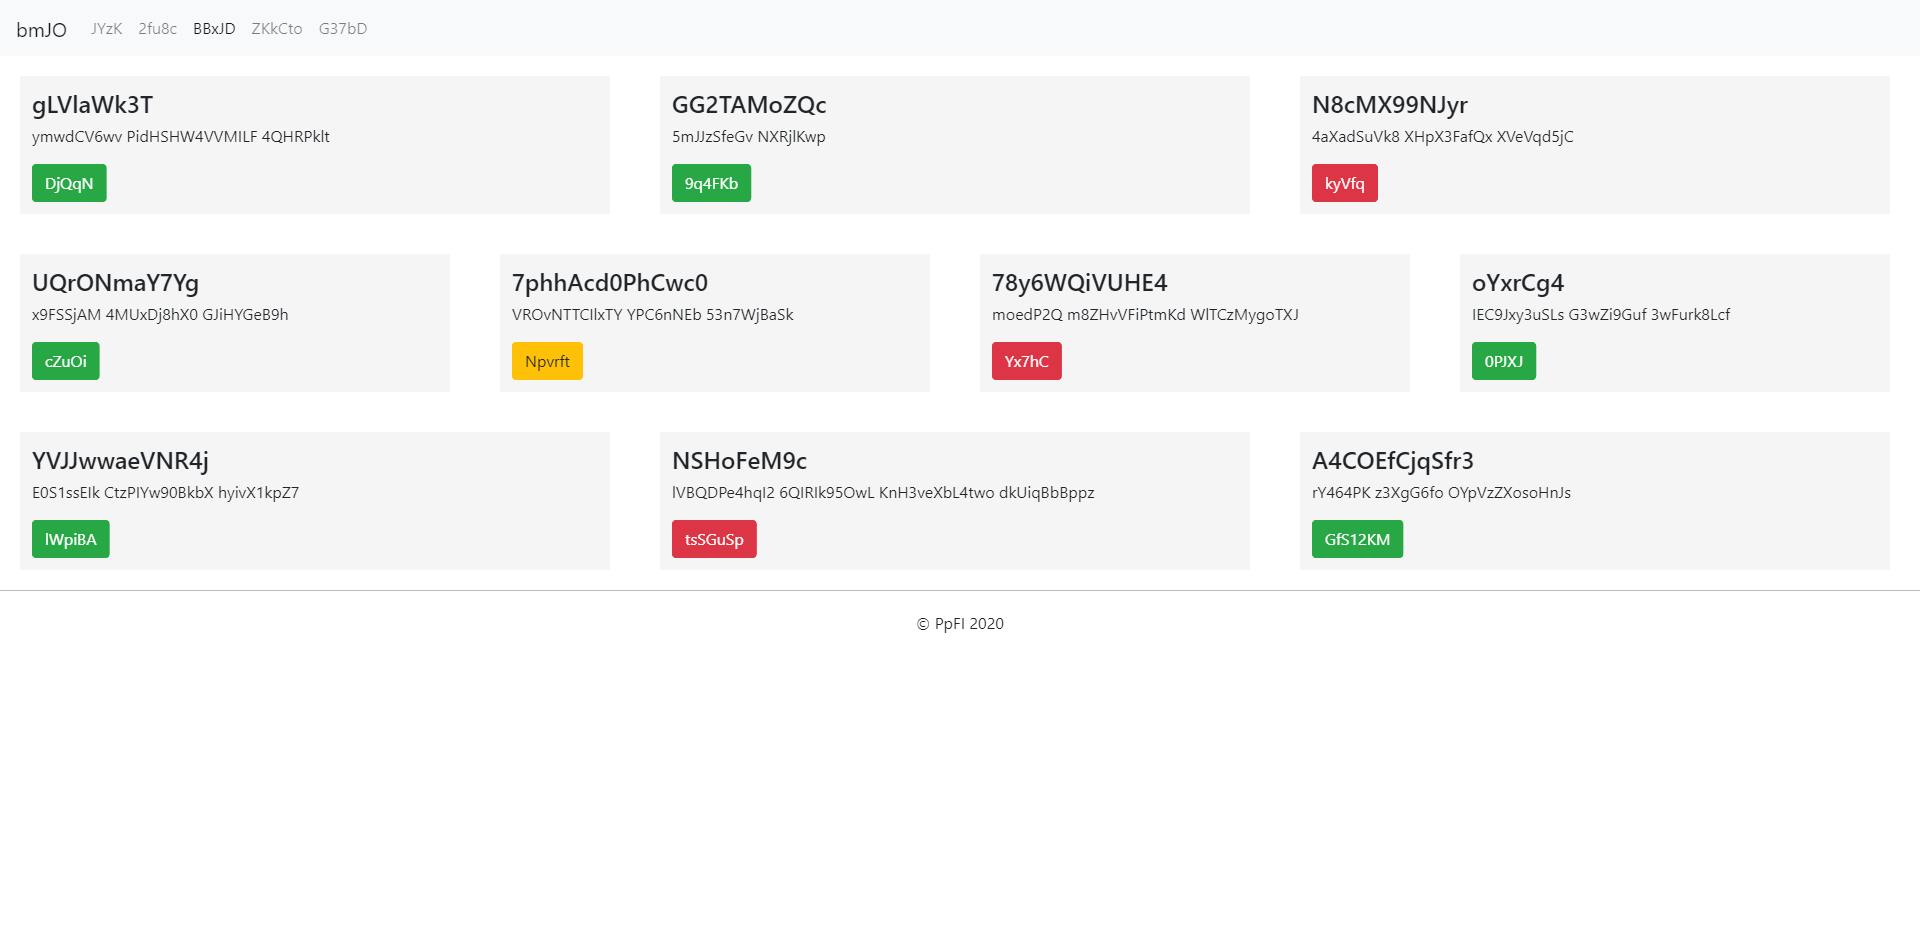 bmJO JYzK 2fu8c BBxJD ZKkCto G37bD
gLVlaWk3T
ymwdCV6wv PidHSHW4VVMILF 4QHRPklt
DjQqN
GG2TAMoZQc
5mJJzSfeGv NXRjlKwp
9q4FKb
N8cMX99NJyr
4aXadSuVk8 XHpX3FafQx XVeVqd5jC
kyVfq
UQrONmaY7Yg
x9FSSjAM 4MUxDj8hX0 GJiHYGeB9h
cZuOi
7phhAcd0PhCwc0
VROvNTTCIlxTY YPC6nNEb 53n7WjBaSk
Npvrft
78y6WQiVUHE4
moedP2Q m8ZHvVFiPtmKd WlTCzMygoTXJ
Yx7hC
oYxrCg4
IEC9Jxy3uSLs G3wZi9Guf 3wFurk8Lcf
0PJXJ
YVJJwwaeVNR4j
E0S1ssEIk CtzPIYw90BkbX hyivX1kpZ7
lWpiBA
NSHoFeM9c
lVBQDPe4hqI2 6QIRIk95OwL KnH3veXbL4two dkUiqBbBppz
tsSGuSp
A4COEfCjqSfr3
rY464PK z3XgG6fo OYpVzZXosoHnJs
GfS12KM
© PpFI 2020